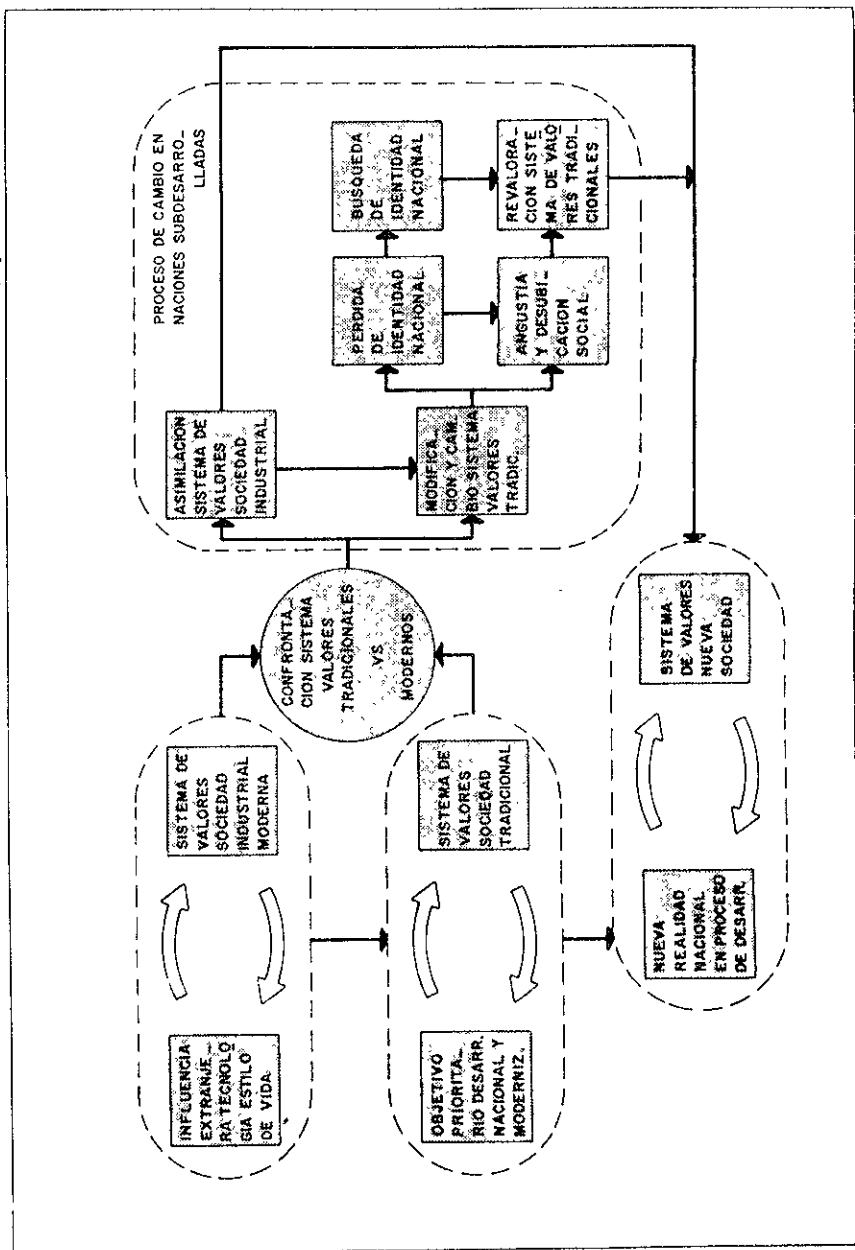 INFLUENCIA
EXTRANJE_
RA TECNOLO
GIA ESTILO
DE VIDA
SISTEMA DE
VALORES
SOCIEDAD
INDUSTRIAL
MODERNA
OBJETIVO
PRIORITA_
RIO DESARR.
NACIONAL Y
MODERNIZ.
SISTEMA DE
VALORES
SOCIEDAD
TRADICIONAL
CONFRONTA_
CION SISTEMA
VALORES
TRADICIONALES
VS
MODERNOS
PROCESO DE CAMBIO EN
NACIONES SUBDESARRO_
LLADAS
ASIMILACION
SISTEMA DE
VALORES
SOCIEDAD
INDUSTRIAL
MODIFICA_
CION Y CAM_
BIO SISTEMA
VALORES
TRADIC.
PERDIDA
DE
IDENTIDAD
NACIONAL
BUSQUEDA
DE
IDENTIDAD
NACIONAL
ANGUSTIA
Y DESUBI_
CACION
SOCIAL
REVALORA_
CION SISTE
MA DE VALO
RES TRADI_
CIONALES
NUEVA
REALIDAD
NACIONAL
EN PROCESO
DE DESARR.
SISTEMA
DE VALORES
NUEVA
SOCIEDAD